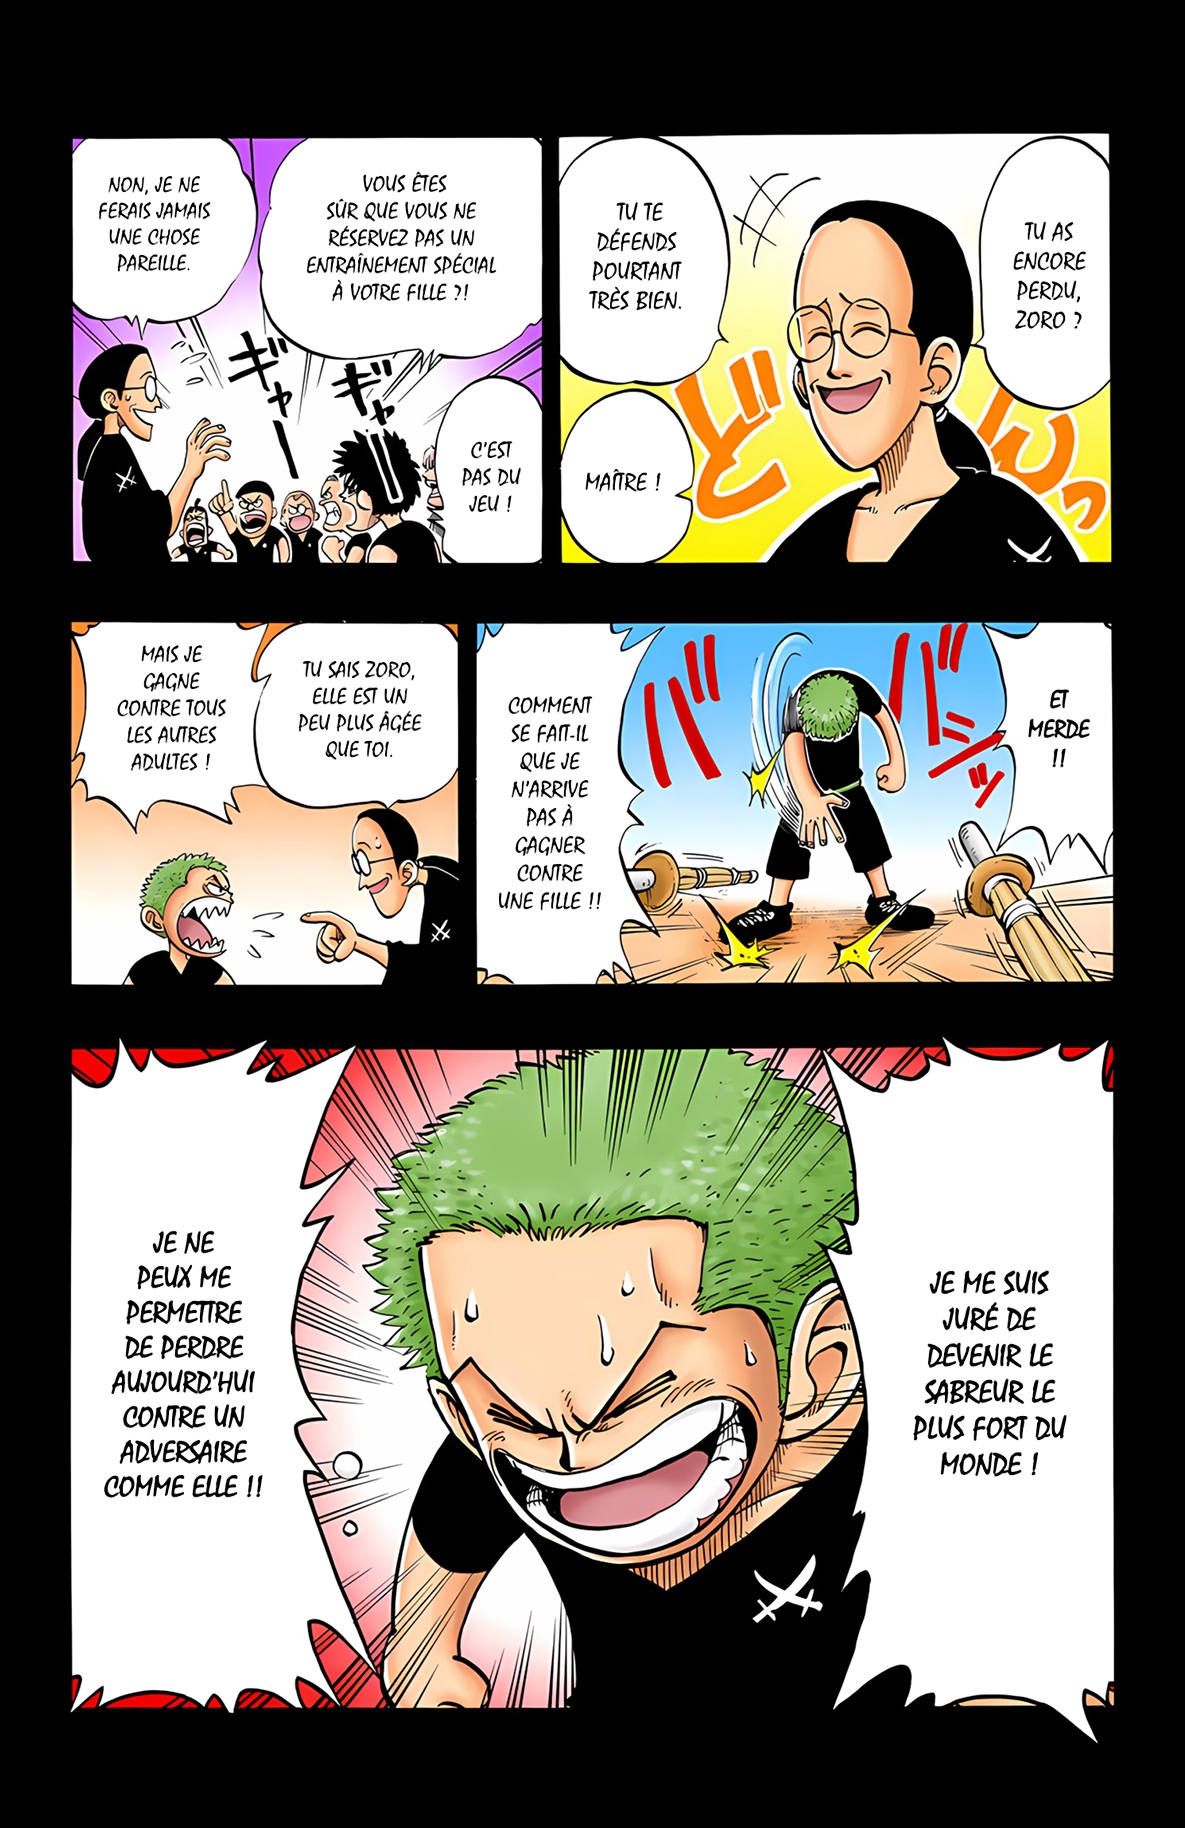 TU AS
ENCORE
PERDU,
ZORO ?
TU TE
DÉFENDS
POURTANT
TRÈS BIEN.
MAÎTRE !
どんっ
VOUS ÊTES
SÛR QUE VOUS NE
RÉSERVEZ PAS UN
ENTRAÎNEMENT SPÉCIAL
À VOTRE FILLE ?!
NON, JE NE
FERAIS JAMAIS
UNE CHOSE
PAREILLE.
C'EST
PAS DU
JEU !
ギャー
ギャー
ET
MERDE
!!
COMMENT
SE FAIT-IL
QUE JE
N'ARRIVE
PAS À
GAGNER
CONTRE
UNE FILLE !!
バシッ
バ
TU SAIS ZORO,
ELLE EST UN
PEU PLUS ÂGÉE
QUE TOI.
MAIS JE
GAGNE
CONTRE TOUS
LES AUTRES
ADULTES !
JE ME SUIS
JURÉ DE
DEVENIR LE
SABREUR LE
PLUS FORT DU
MONDE !
JE NE
PEUX ME
PERMETTRE
DE PERDRE
AUJOURD'HUI
CONTRE UN
ADVERSAIRE
COMME ELLE !!